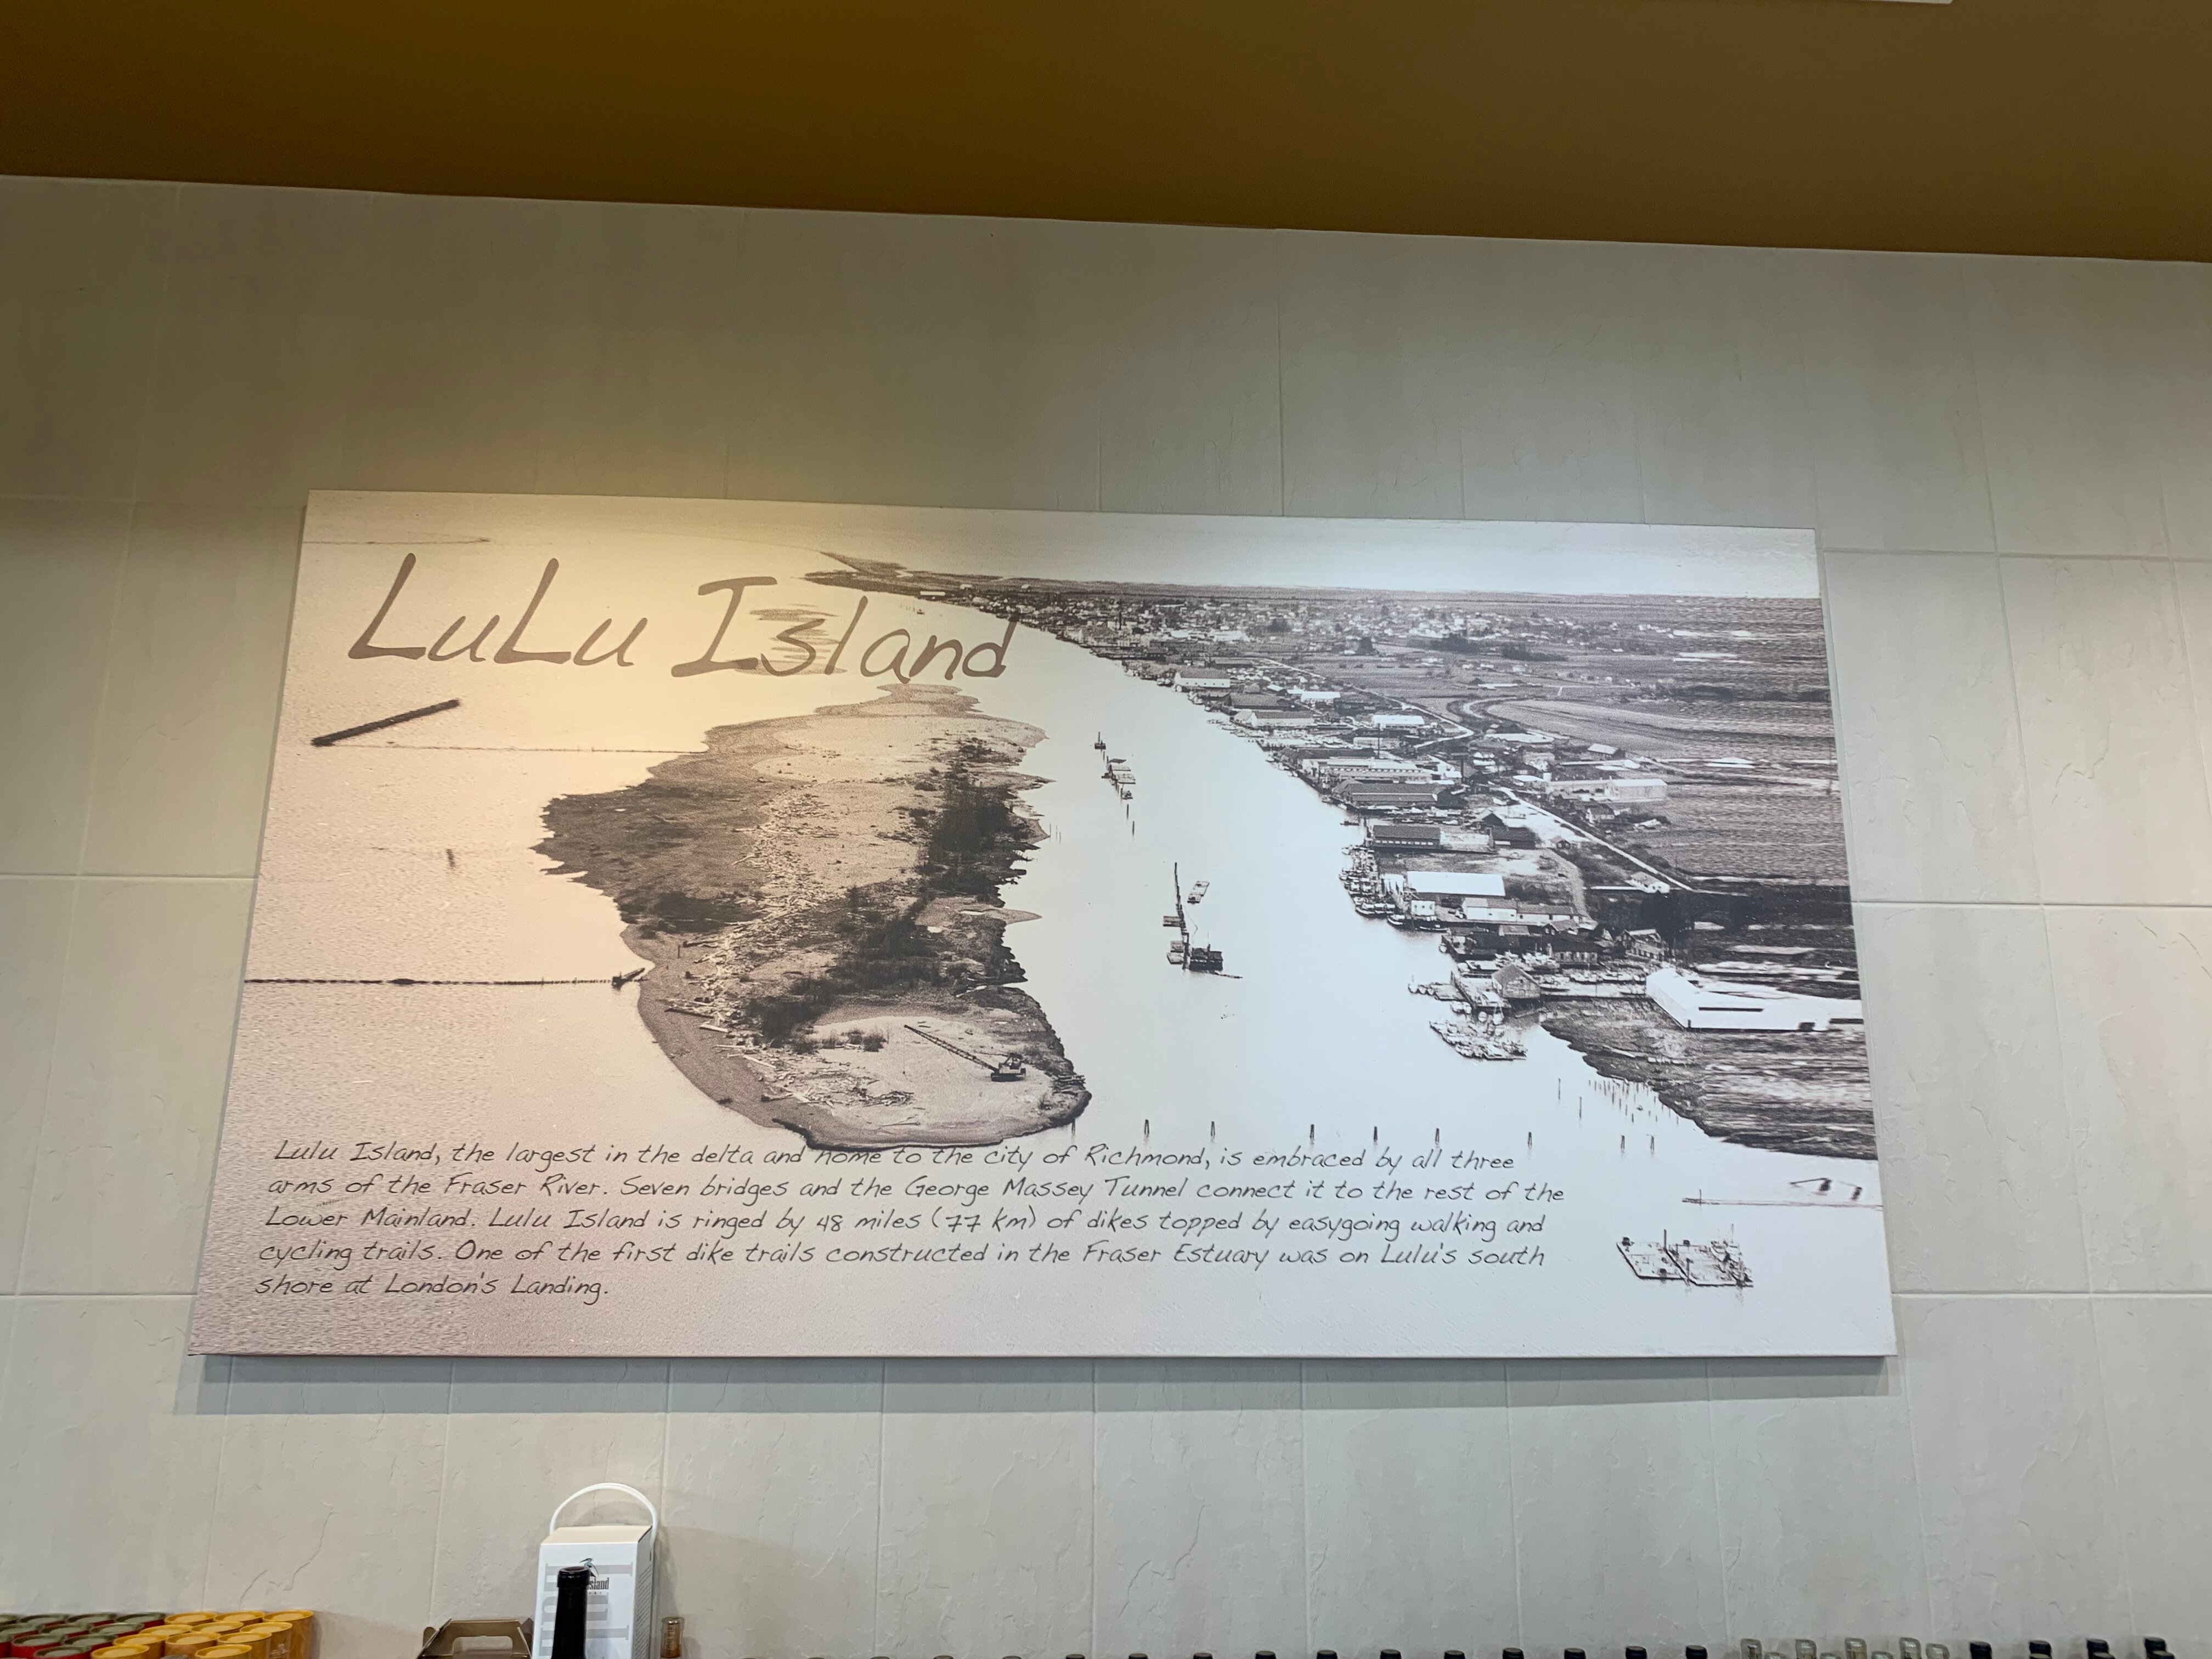 LuLu Island
Lulu Island, the largest in the delta and home to the city of Richmond, is embraced by all three
arms of the Fraser River. Seven bridges and the George Massey Tunnel connect it to the rest of the
Lower Mainland. Lulu Island is ringed by 48 miles (77 km) of dikes topped by easygoing walking and
cycling trails. One of the first dike trails constructed in the Fraser Estuary was on Lulu's south
shore at London's Landing.